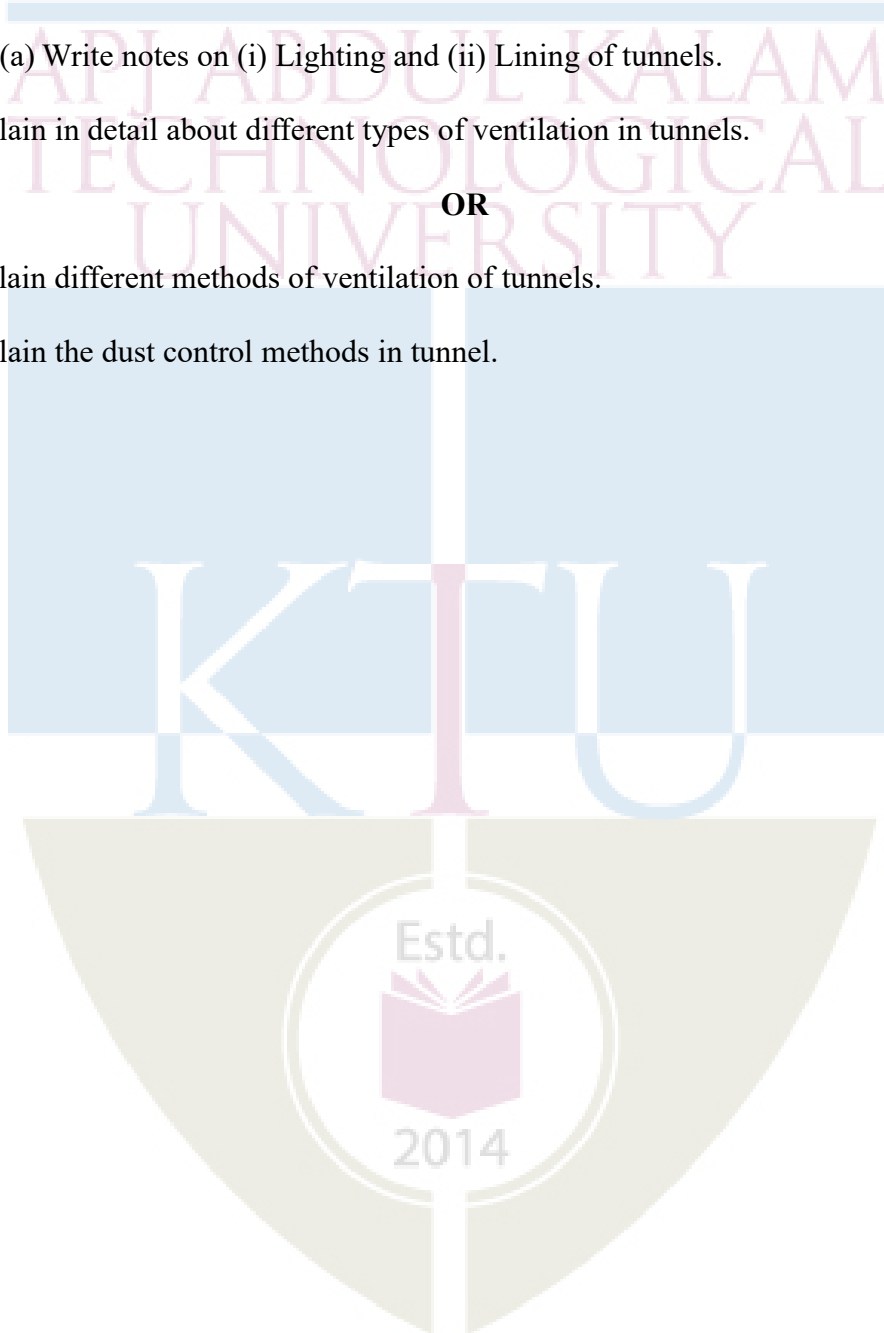 APJ ABDUL KALAM
(a) Write notes on (i) Lighting and (ii) Lining of tunnels.
TECHNOLOGICAL
lain in detail about different types of ventilation in tunnels.
UNIVERSITY
OR
lain different methods of ventilation of tunnels.
lain the dust control methods in tunnel.
KTU
Estd.
2014